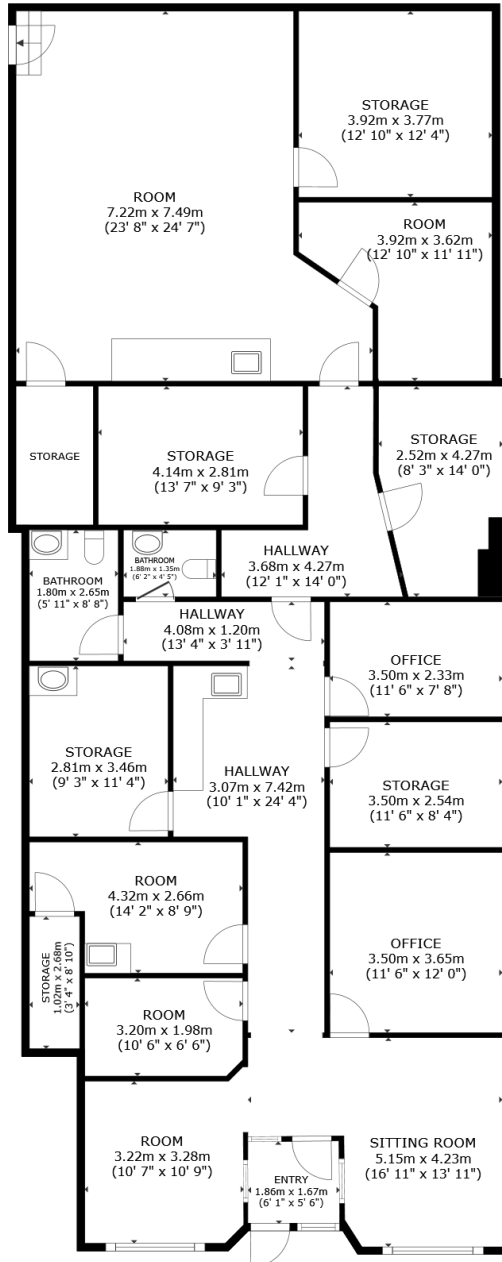 STORAGE
3.92m x 3.77m
(12' 10" x 12' 4")
ROOM
7.22m x 7.49m
(23' 8" x 24' 7")
ROOM
3.92m x 3.62m
(12' 10" x 11' 11")
STORAGE
STORAGE
4.14m x 2.81m
(13' 7" x 9' 3")
STORAGE
2.52m x 4.27m
(8' 3" x 14' 0")
BATHROOM
1.80m x 2.65m
(5' 11" x 8' 8")
BATHROOM
1.88m x 1.35m
(6' 2" x 4' 5")
HALLWAY
3.68m x 4.27m
(12' 1" x 14' 0")
HALLWAY
4.08m x 1.20m
(13' 4" x 3' 11")
OFFICE
3.50m x 2.33m
(11' 6" x 7' 8")
STORAGE
2.81m x 3.46m
(9' 3" x 11' 4")
HALLWAY
3.07m x 7.42m
(10' 1" x 24' 4")
STORAGE
3.50m x 2.54m
(11' 6" x 8' 4")
ROOM
4.32m x 2.66m
(14' 2" x 8' 9")
OFFICE
3.50m x 3.65m
(11' 6" x 12' 0")
STORAGE
1.02m x 2.68m
(3' 4" x 8' 10")
ROOM
3.20m x 1.98m
(10' 6" x 6' 6")
ROOM
3.22m x 3.28m
(10' 7" x 10' 9")
SITTING ROOM
5.15m x 4.23m
(16' 11" x 13' 11")
ENTRY
1.86m x 1.67m
(6' 1" x 5' 6")